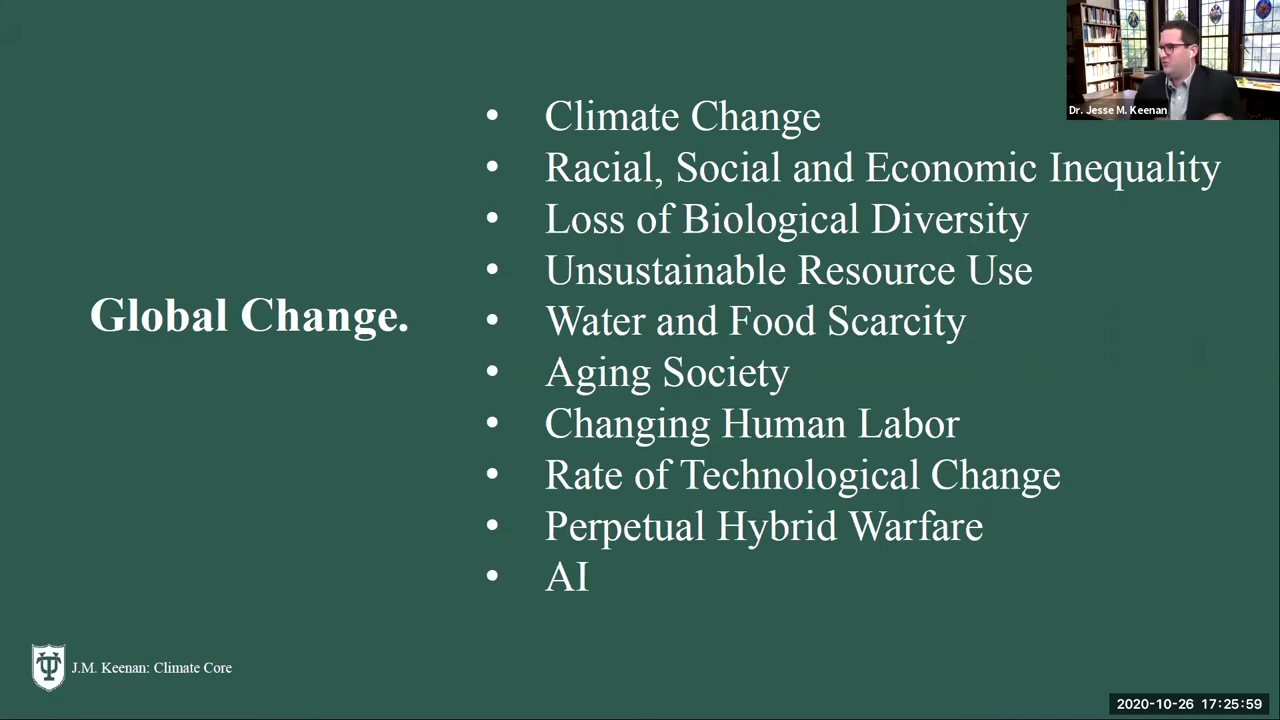 Dr. Jesse M. Keenan
Global Change.
• Climate Change
• Racial, Social and Economic Inequality
• Loss of Biological Diversity
• Unsustainable Resource Use
• Water and Food Scarcity
• Aging Society
• Changing Human Labor
• Rate of Technological Change
• Perpetual Hybrid Warfare
• AI
J.M. Keenan: Climate Core
2020-10-26 17:25:59